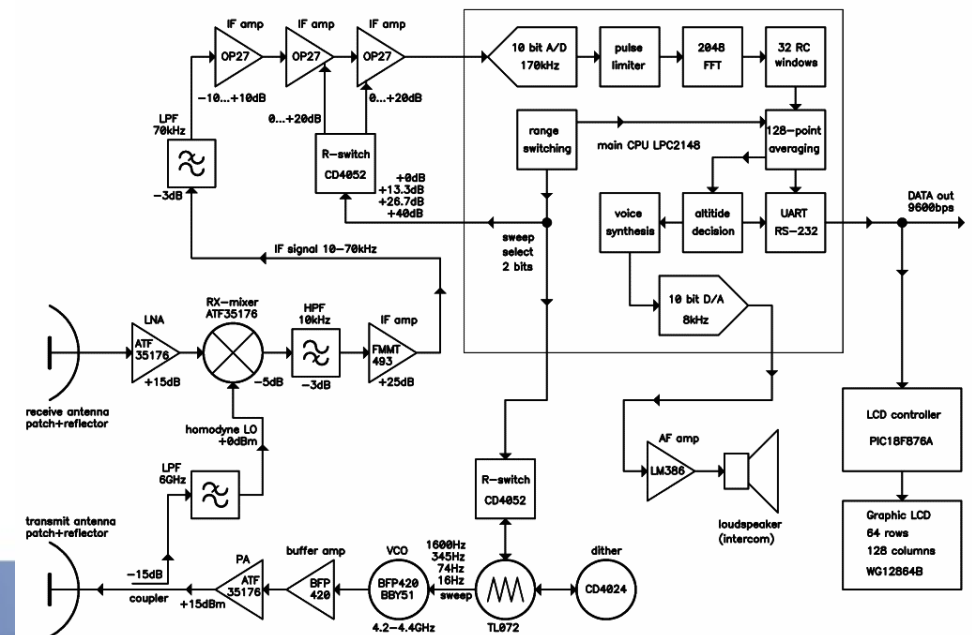 IF amp
IF amp
IF amp
OP27
OP27
OP27
-10...+10dB
0...+20dB
0...+20dB
10 bit A/D
170kHz
pulse
limiter
2048
FFT
32 RC
windows
LPF
70kHz
-3dB
R-switch
CD4052
+0dB
+13.3dB
+26.7dB
+40dB
range
switching
main CPU LPC2148
128-point
averaging
voice
synthesis
altitide
decision
UART
RS-232
DATA out
9600bps
sweep
select
2 bits
IF signal 10-70kHz
10 bit D/A
8kHz
RX-mixer
ATF35176
LNA
ATF
35176
+15dB
-5dB
HPF
10kHz
-3dB
IF amp
FMMT
493
+25dB
receive antenna
patch+reflector
homodyne LO
+0dBm
LPF
6GHz
R-switch
CD4052
AF amp
LM386
loudspeaker
(intercom)
LCD controller
PIC18F876A
Graphic LCD
64 rows
128 columns
WG12864B
transmit antenna
patch+reflector
-15dB
coupler
+15dBm
PA
ATF
35176
buffer amp
BFP
420
VCO
BFP420
BBY51
4.2-4.4GHz
1600Hz
345Hz
74Hz
16Hz
sweep
TL072
dither
CD4024